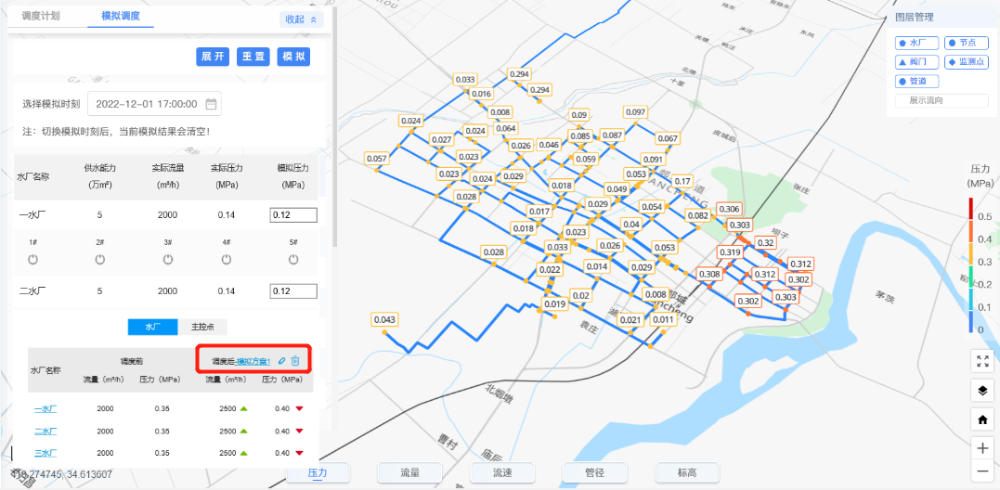 调度计划 模拟调度 收起
展开 重置 模拟
选择模拟时刻 2022-12-01 17:00:00
注：切换模拟时刻后，当前模拟结果会清空！
水厂名称 供水能力 实际流量 实际压力 模拟压力
(万m³) (m³/h) (MPa) (MPa)
一水厂 5 2000 0.14 0.12
1# 2# 3# 4# 5#
二水厂 5 2000 0.14 0.12
水厂 主控点
水厂名称 调度前 调度后-模拟方案1
流量 (m³/h) 压力 (MPa) 流量 (m³/h) 压力 (MPa)
一水厂 2000 0.35 2500 0.40
二水厂 2000 0.35 2500 0.40
三水厂 2000 0.35 2500 0.40
274745, 34.613607
压力 流量 流速 管径 标高
图层管理
水厂 节点
阀门 监测点
管道
展示流向
压力
(MPa)
0.5
0.4
0.3
0.2
0.1
0
0.033
0.294
0.016
0.294
0.008
0.024
0.024
0.064
0.09
0.097
0.027
0.026
0.046
0.085
0.087
0.067
0.057
0.023
0.059
0.091
0.023
0.024
0.029
0.018
0.053
0.17
0.028
0.049
0.017
0.029
0.054
0.306
0.018
0.023
0.04
0.082
0.303
0.028
0.033
0.026
0.053
0.32
0.319
0.022
0.014
0.029
0.308
0.312
0.312
0.302
0.019
0.02
0.008
0.302
0.303
0.043
0.021
0.011
十里
皮城后
张庄
坝子
茅茨
袁庄
北烟墩
曹村
庙后